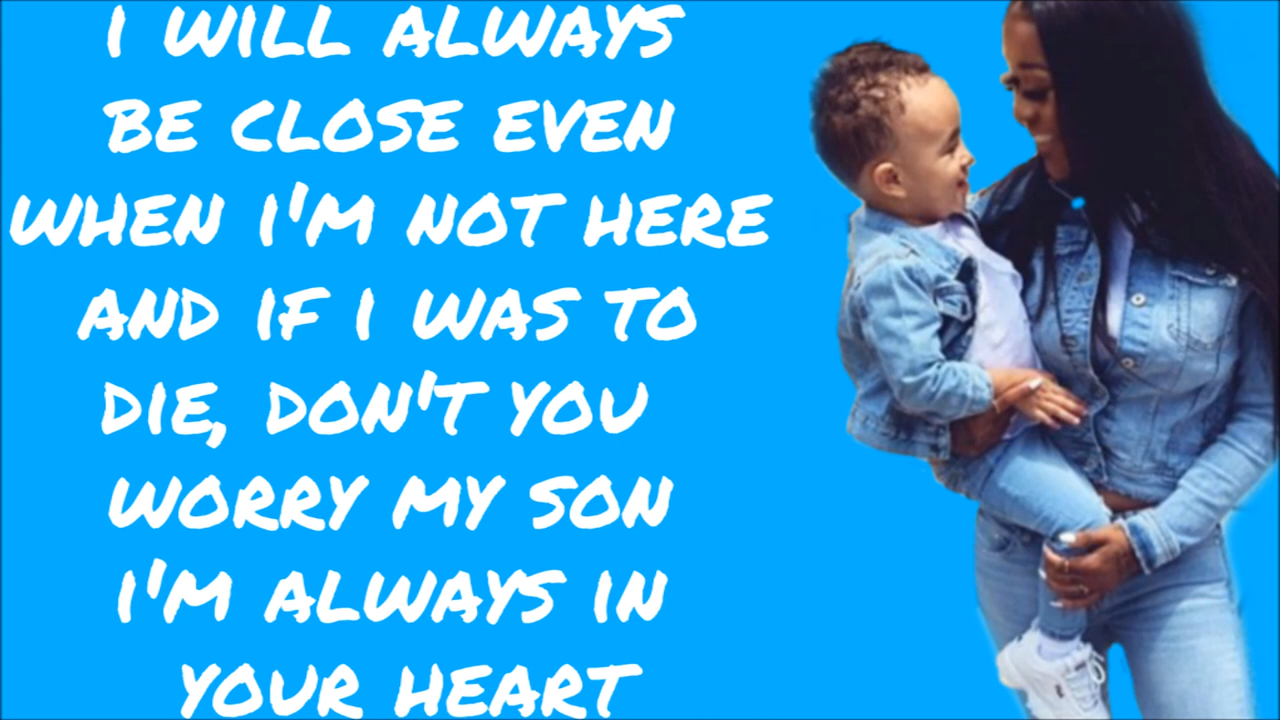 I WILL ALWAYS
BE CLOSE EVEN
WHEN I'M NOT HERE
AND IF I WAS TO
DIE, DON'T YOU
WORRY MY SON
I'M ALWAYS IN
YOUR HEART